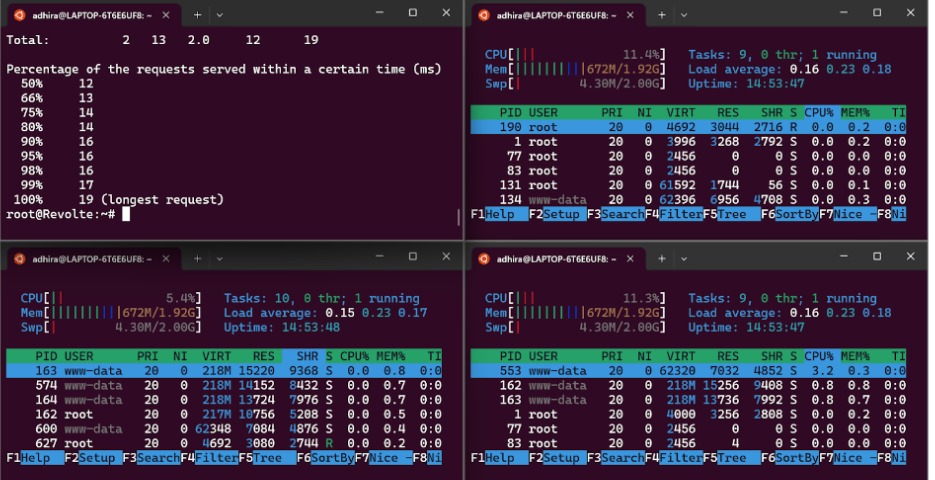 adhira@LAPTOP-6T6E6UF8: ~
Total: 2 13 2.0 12 19
Percentage of the requests served within a certain time (ms)
50% 12
66% 13
75% 14
80% 14
90% 16
95% 16
98% 16
99% 17
100% 19 (longest request)
root@Revolte:~#
adhira@LAPTOP-6T6E6UF8: ~
CPU[||| 11.4%] Tasks: 9, 0 thr; 1 running
Mem[||||||||||672M/1.92G] Load average: 0.16 0.23 0.18
Swp[| 4.30M/2.00G] Uptime: 14:53:47
PID USER PRI NI VIRT RES SHR S CPU% MEM% TI
190 root 20 0 4692 3044 2716 R 0.0 0.2 0:0
1 root 20 0 3996 3268 2792 S 0.0 0.2 0:0
77 root 20 0 2456 0 0 S 0.0 0.0 0:0
83 root 20 0 2456 0 0 S 0.0 0.0 0:0
131 root 20 0 61592 1744 56 S 0.0 0.1 0:0
134 www-data 20 0 62396 6956 4708 S 0.0 0.3 0:0
F1Help F2Setup F3SearchF4FilterF5Tree F6SortByF7Nice -F8Ni
adhira@LAPTOP-6T6E6UF8: ~
CPU[|| 5.4%] Tasks: 10, 0 thr; 1 running
Mem[||||||||||672M/1.92G] Load average: 0.15 0.23 0.17
Swp[| 4.30M/2.00G] Uptime: 14:53:48
PID USER PRI NI VIRT RES SHR S CPU% MEM% TI
163 www-data 20 0 218M 15220 9368 S 0.0 0.8 0:0
574 www-data 20 0 218M 14152 8432 S 0.0 0.7 0:0
164 www-data 20 0 218M 13724 7976 S 0.0 0.7 0:0
162 root 20 0 217M 10756 5208 S 0.0 0.5 0:0
600 www-data 20 0 62348 7084 4876 S 0.0 0.4 0:0
627 root 20 0 4692 3080 2744 R 0.0 0.2 0:0
F1Help F2Setup F3SearchF4FilterF5Tree F6SortByF7Nice -F8Ni
adhira@LAPTOP-6T6E6UF8: ~
CPU[||| 11.3%] Tasks: 9, 0 thr; 1 running
Mem[||||||||||672M/1.92G] Load average: 0.16 0.23 0.18
Swp[| 4.30M/2.00G] Uptime: 14:53:47
PID USER PRI NI VIRT RES SHR S CPU% MEM% TI
553 www-data 20 0 62320 7032 4852 S 3.2 0.3 0:0
162 www-data 20 0 218M 15256 9408 S 0.8 0.8 0:0
163 www-data 20 0 218M 13736 7992 S 0.8 0.7 0:0
1 root 20 0 4000 3256 2808 S 0.0 0.2 0:0
77 root 20 0 2456 0 0 S 0.0 0.0 0:0
83 root 20 0 2456 4 0 S 0.0 0.0 0:0
F1Help F2Setup F3SearchF4FilterF5Tree F6SortByF7Nice -F8Ni